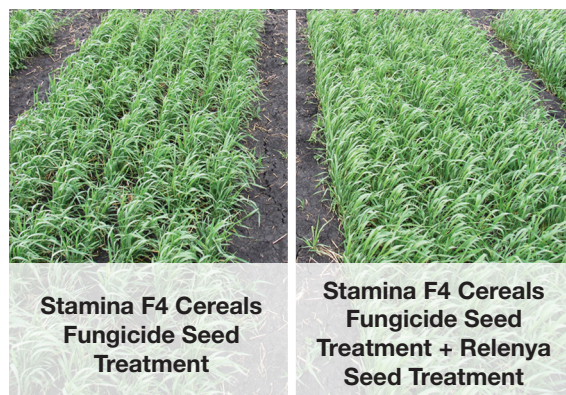 Stamina F4 Cereals
Fungicide Seed
Treatment
Stamina F4 Cereals
Fungicide Seed
Treatment + Relenya
Seed Treatment